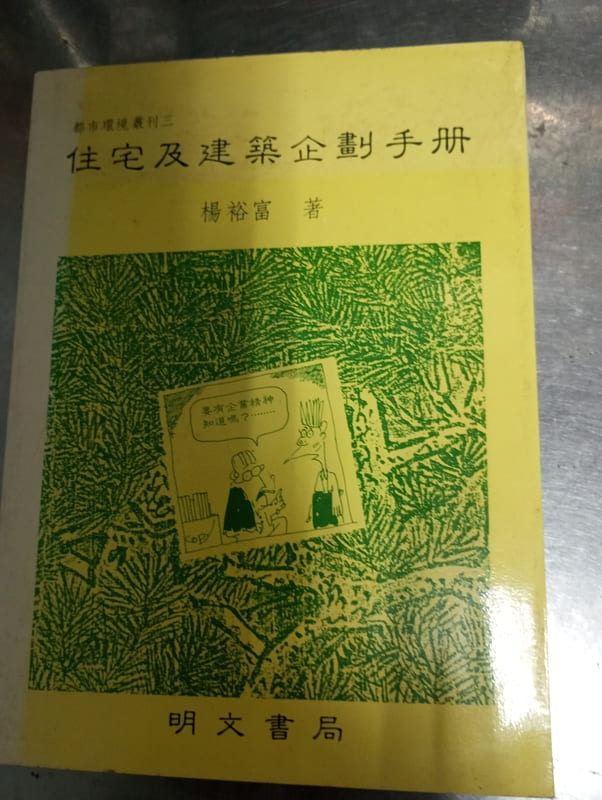 都市環境叢刊三
住宅及建築企劃手册
楊裕富 著
要有企業精神
知道嗎？⋯⋯⋯
明文書局